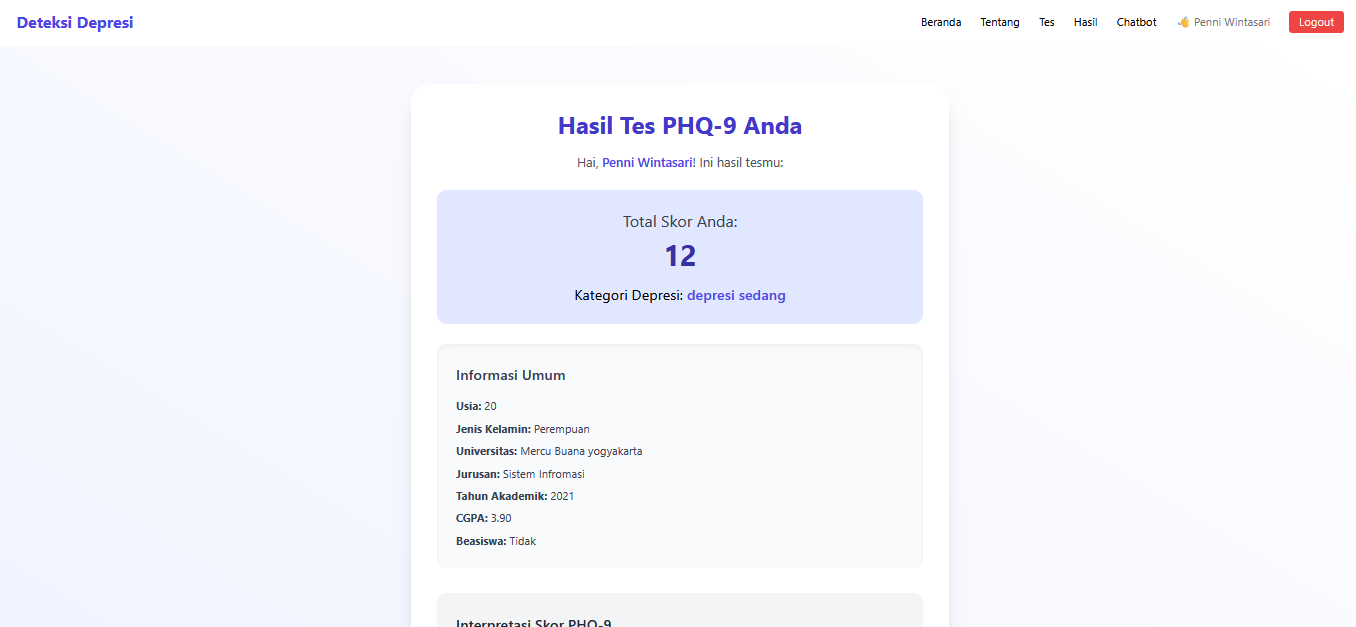 Deteksi Depresi
Beranda Tentang Tes Hasil Chatbot Penni Wintasari Logout
Hasil Tes PHQ-9 Anda
Hai, Penni Wintasari! Ini hasil tesmu:
Total Skor Anda:
12
Kategori Depresi: depresi sedang
Informasi Umum
Usia: 20
Jenis Kelamin: Perempuan
Universitas: Mercu Buana yogyakarta
Jurusan: Sistem Infromasi
Tahun Akademik: 2021
CGPA: 3.90
Beasiswa: Tidak
Interpretasi Skor PHQ-9